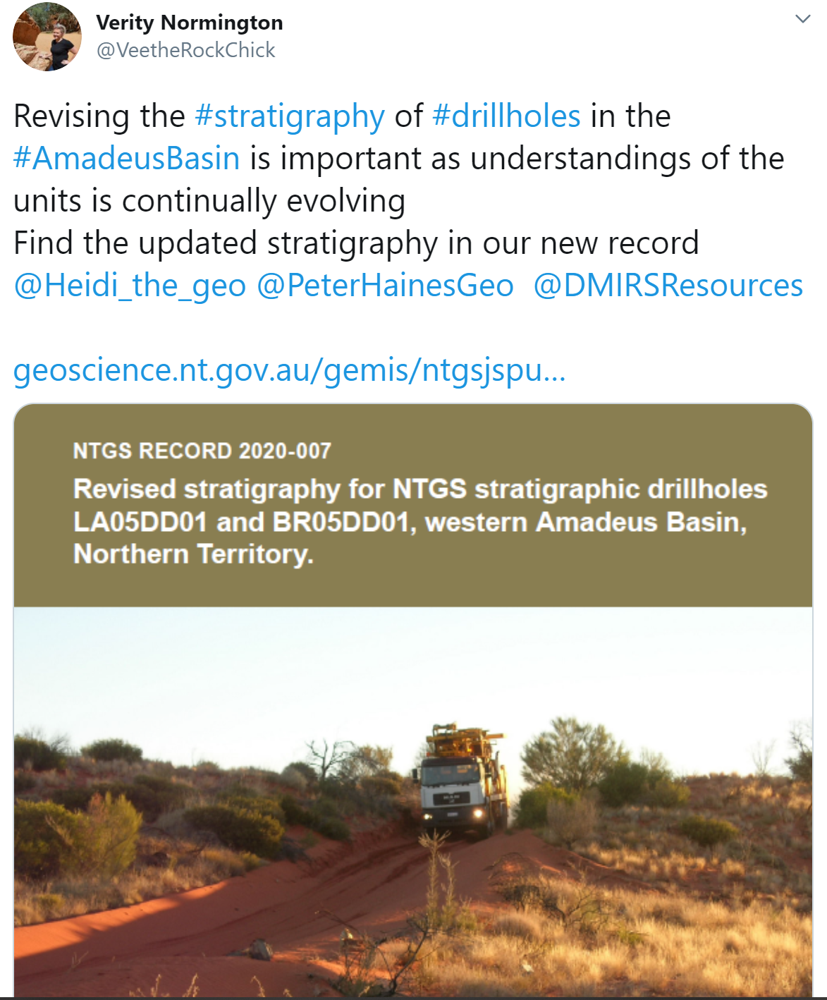 Verity Normington
@VeetheRockChick
Revising the #stratigraphy of #drillholes in the
#AmadeusBasin is important as understandings of the
units is continually evolving
Find the updated stratigraphy in our new record
@Heidi_the_geo @PeterHainesGeo @DMIRSResources
geoscience.nt.gov.au/gemis/ntgsjspu...
NTGS RECORD 2020-007
Revised stratigraphy for NTGS stratigraphic drillholes
LA05DD01 and BR05DD01, western Amadeus Basin,
Northern Territory.